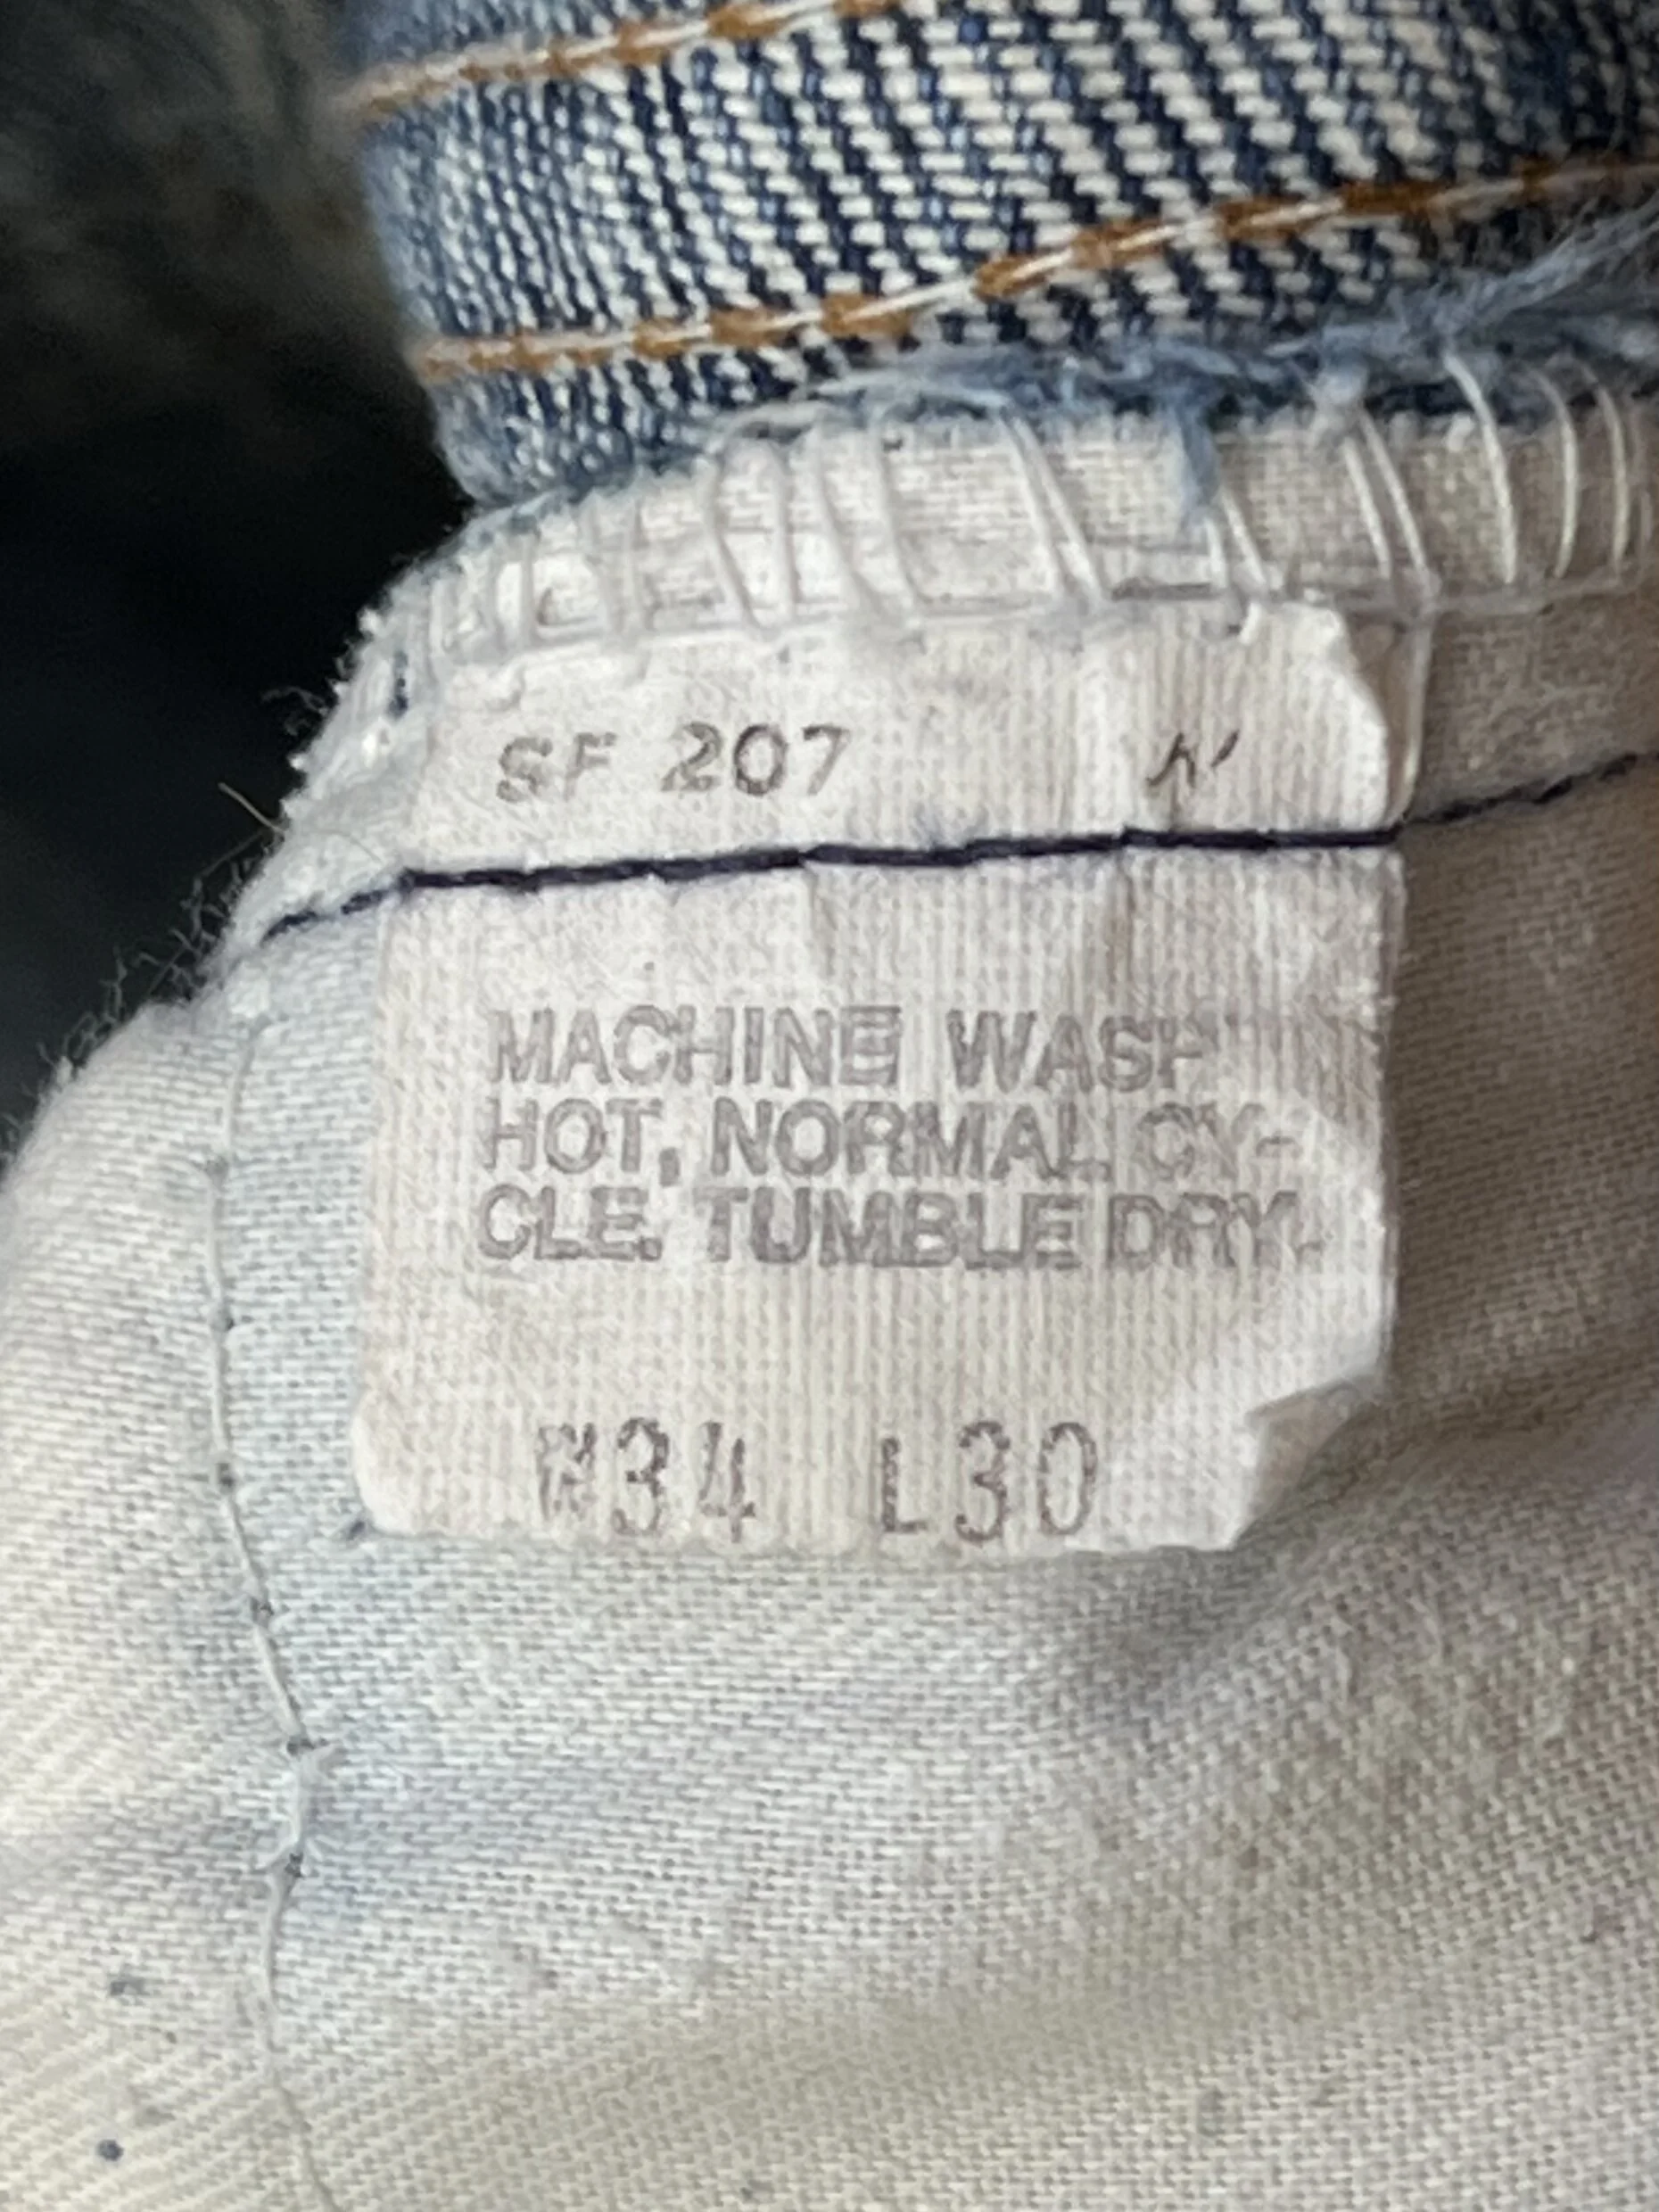 SF 207
MACHINE WASH
HOT, NORMAL CY-
CLE. TUMBLE DRY.
W34 L30